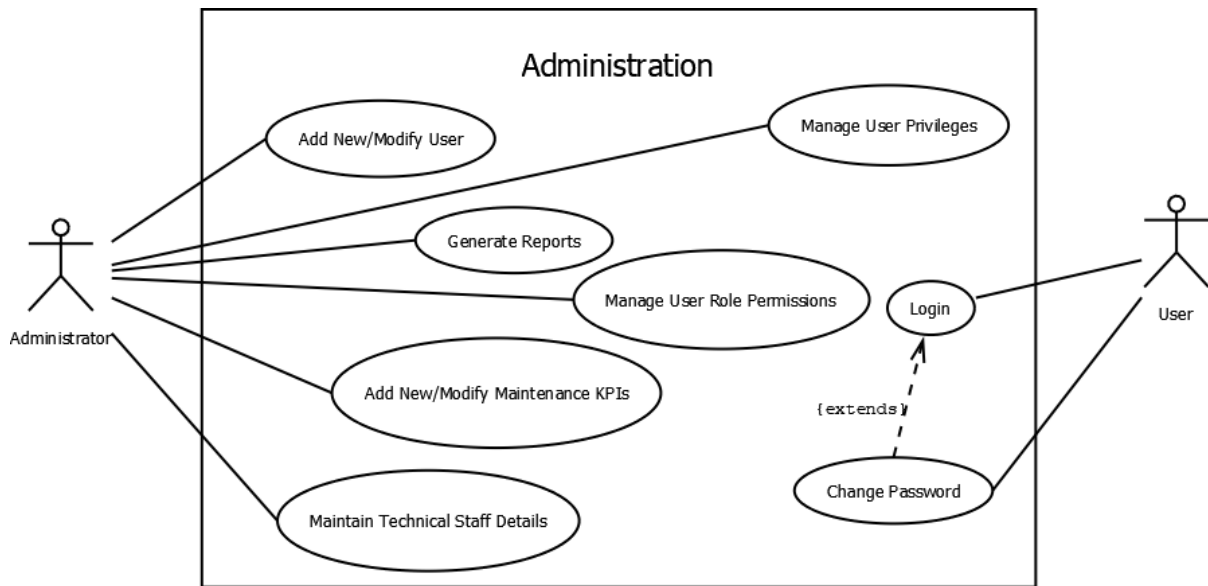 Administration
Add New/Modify User
Manage User Privileges
Generate Reports
Manage User Role Permissions
Login
Administrator
User
Add New/Modify Maintenance KPIs
{extends}
Change Password
Maintain Technical Staff Details